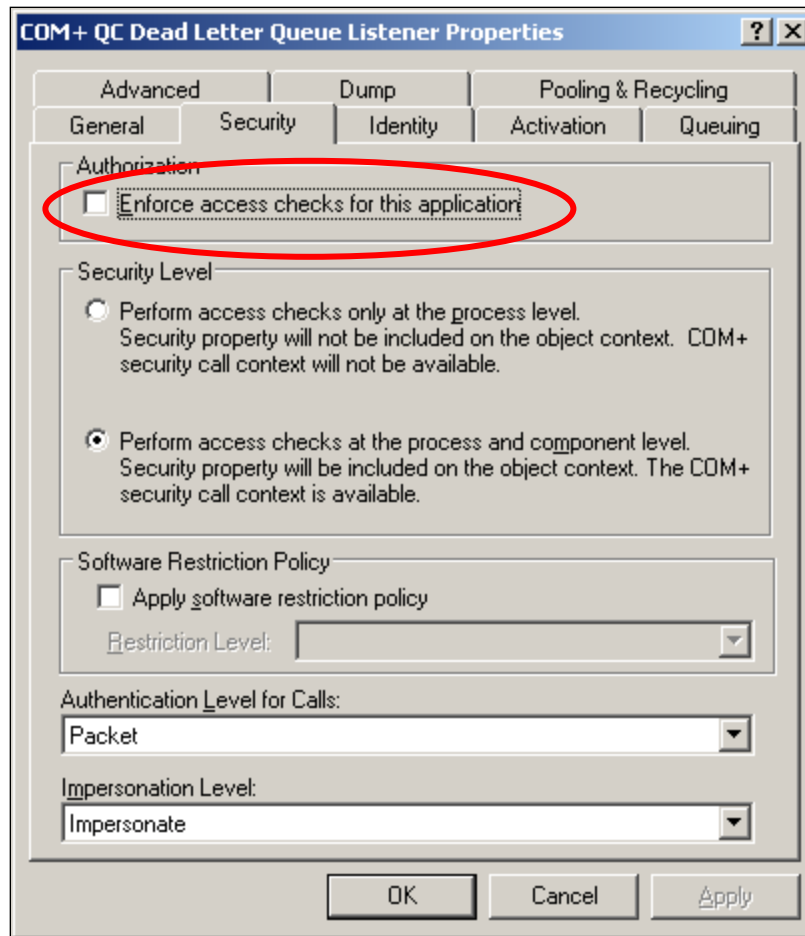 COM+ QC Dead Letter Queue Listener Properties
Advanced Dump Pooling & Recycling
General Security Identity Activation Queuing
Authorization
Enforce access checks for this application
Security Level
Perform access checks only at the process level.
Security property will not be included on the object context. COM+
security call context will not be available.
Perform access checks at the process and component level.
Security property will be included on the object context. The COM+
security call context is available.
Software Restriction Policy
Apply software restriction policy
Restriction Level:
Authentication Level for Calls:
Packet
Impersonation Level:
Impersonate
OK Cancel Apply